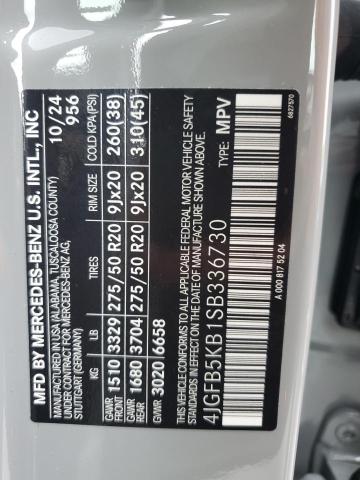 MFD BY MERCEDES-BENZ U.S. INTL., INC
MANUFACTURED IN USA (ALABAMA, TUSCALOOSA COUNTY) 10/24
UNDER CONTRACT FOR MERCEDES-BENZ AG, 956
STUTTGART (GERMANY)
KG LB TIRES RIM SIZE COLD KPA (PSI)
GAWR FRONT 1510 3329 275/50 R20 9Jx20 260(38)
GAWR REAR 1680 3704 275/50 R20 9Jx20 310(45)
GVWR 3020 6658
THIS VEHICLE CONFORMS TO ALL APPLICABLE FEDERAL MOTOR VEHICLE SAFETY
STANDARDS IN EFFECT ON THE DATE OF MANUFACTURE SHOWN ABOVE.
4JGFB5KB1SB336730 TYPE: MPV
A 000 817 52 04
6827570